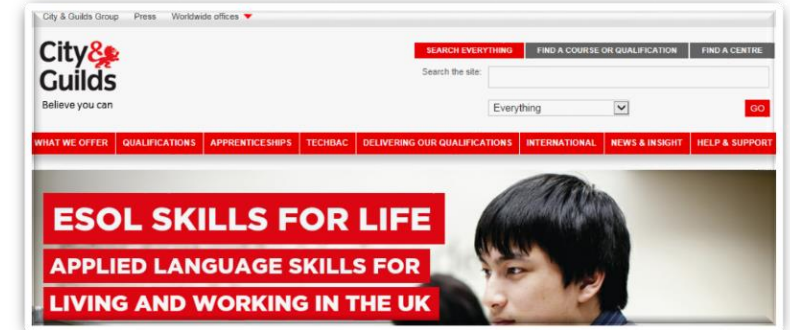 City & Guilds Group Press Worldwide offices
City&
Guilds
Believe you can
SEARCH EVERYTHING FIND A COURSE OR QUALIFICATION FIND A CENTRE
Search the site:
Everything GO
WHAT WE OFFER QUALIFICATIONS APPRENTICESHIPS TECHBAC DELIVERING OUR QUALIFICATIONS INTERNATIONAL NEWS & INSIGHT HELP & SUPPORT
ESOL SKILLS FOR LIFE
APPLIED LANGUAGE SKILLS FOR
LIVING AND WORKING IN THE UK